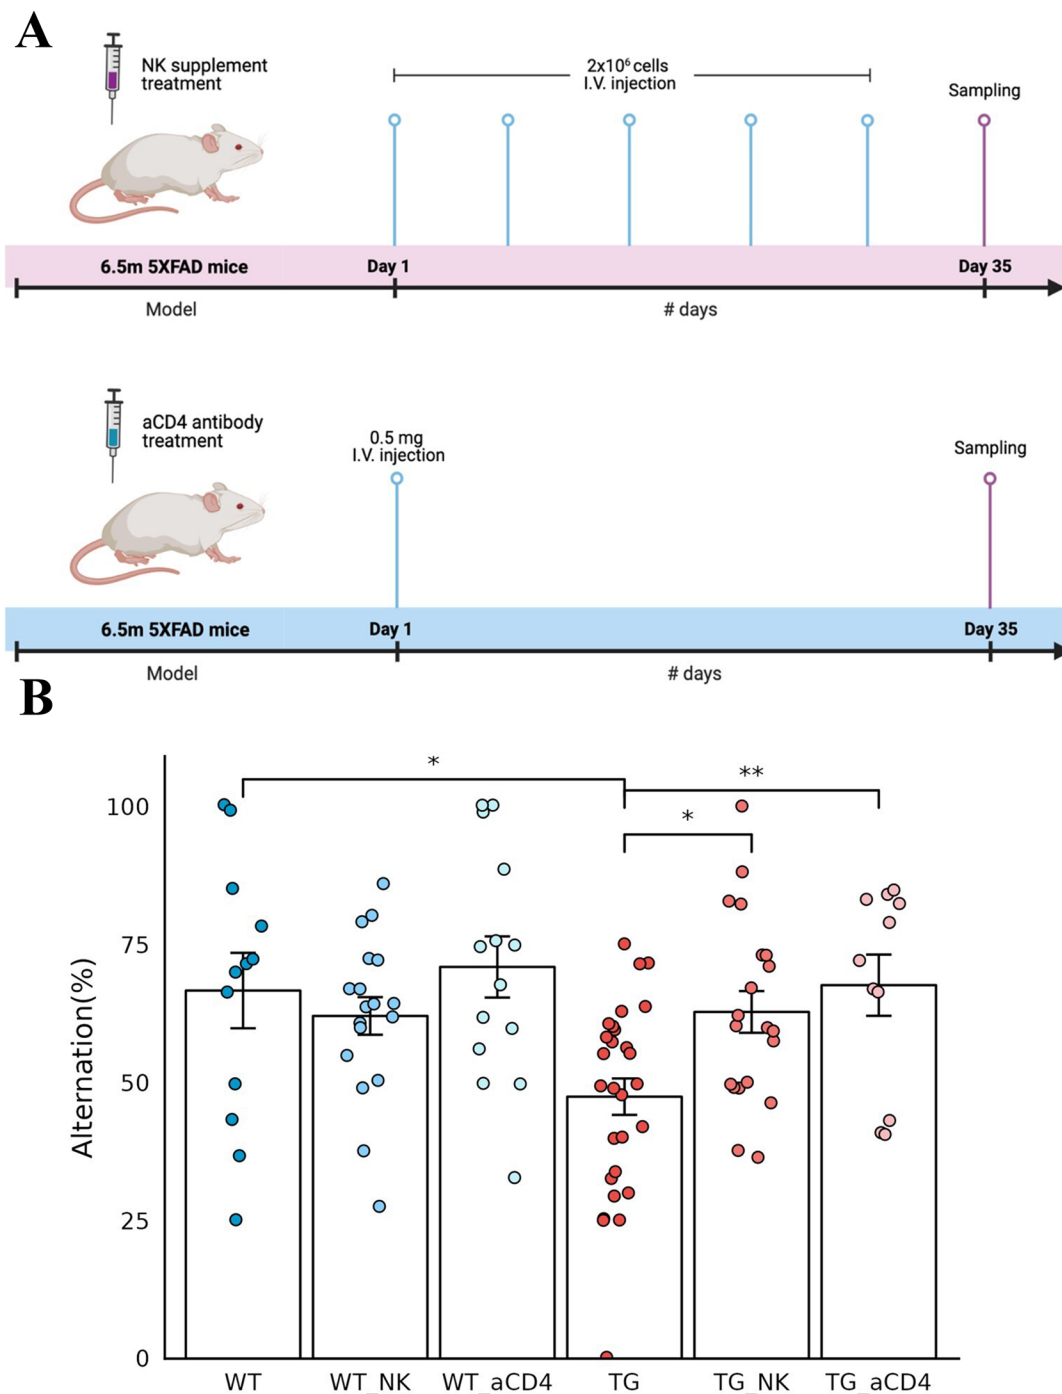 A
NK supplement
treatment
2x10⁶ cells
I.V. injection
Sampling
6.5m 5XFAD mice
Day 1
Day 35
Model
# days
aCD4 antibody
treatment
0.5 mg
I.V. injection
Sampling
6.5m 5XFAD mice
Day 1
Day 35
Model
# days
B
*
**
*
100
75
50
25
0
Alternation(%)
WT
WT_NK
WT_aCD4
TG
TG_NK
TG_aCD4